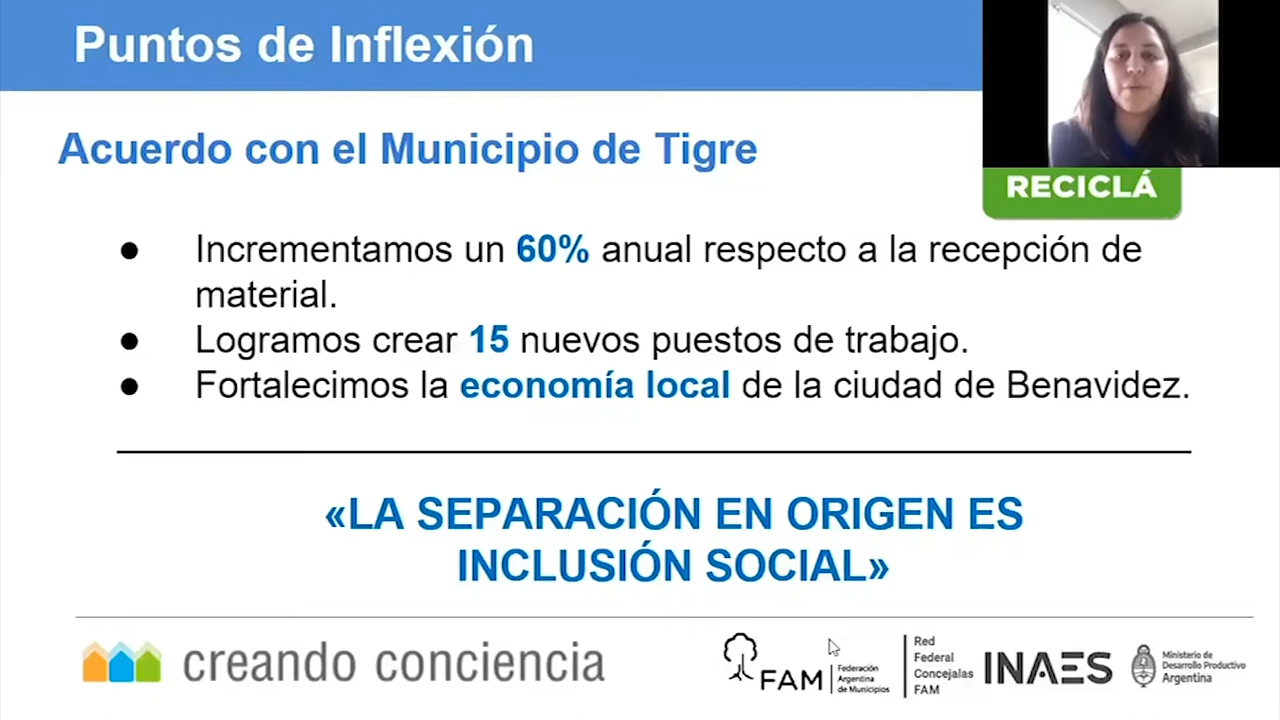 Puntos de Inflexión
Acuerdo con el Municipio de Tigre
RECICLÁ
● Incrementamos un 60% anual respecto a la recepción de
material.
● Logramos crear 15 nuevos puestos de trabajo.
● Fortalecimos la economía local de la ciudad de Benavidez.
«LA SEPARACIÓN EN ORIGEN ES
INCLUSIÓN SOCIAL»
creando conciencia
FAM
Federación
Argentina
de Municipios
Red
Federal
Concejalas
FAM
INAES
Ministerio de
Desarrollo Productivo
Argentina